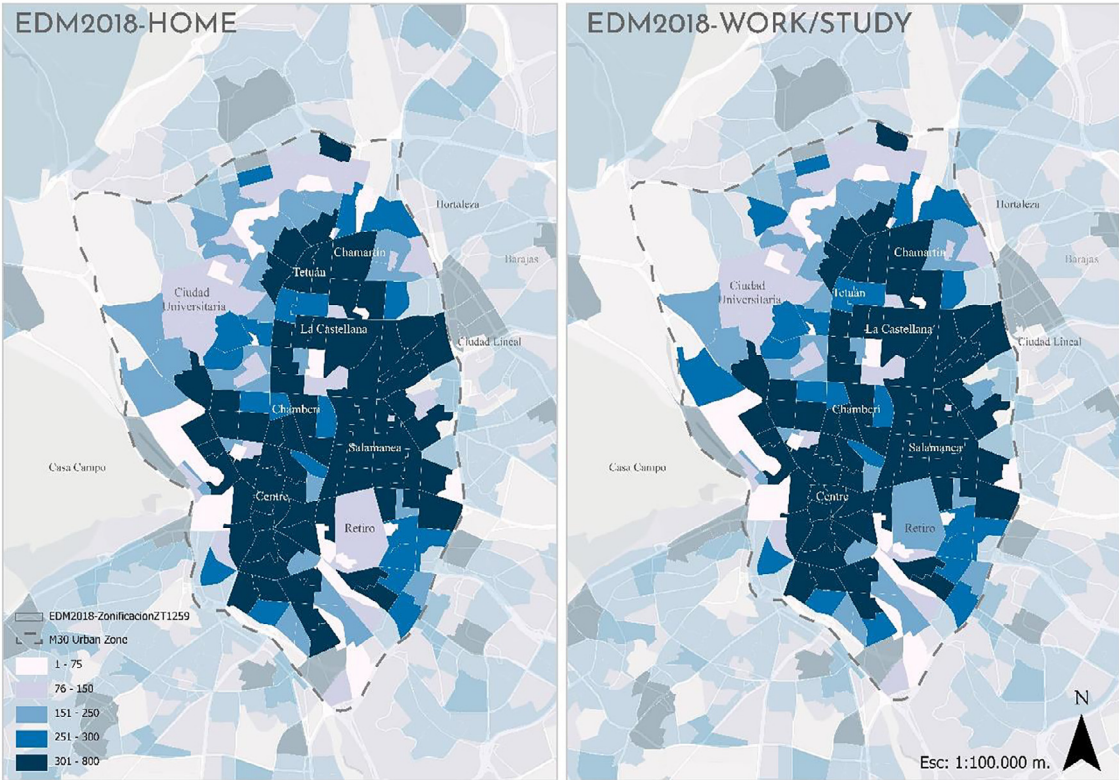 EDM2018-HOME
Hortaleza
Chamartín
Barajas
Tetuán
Ciudad
Universitaria
La Castellana
Ciudad Lineal
Chamberí
Salamanca
Casa Campo
Centro
Retiro
EDM2018-ZonificacionZT1259
M30 Urban Zone
1 - 75
76 - 150
151 - 250
251 - 300
301 - 800
EDM2018-WORK/STUDY
Hortaleza
Chamartín
Barajas
Ciudad
Universitaria
Tetuán
La Castellana
Ciudad Lineal
Chamberí
Salamanca
Casa Campo
Centro
Retiro
N
Esc: 1:100.000 m.